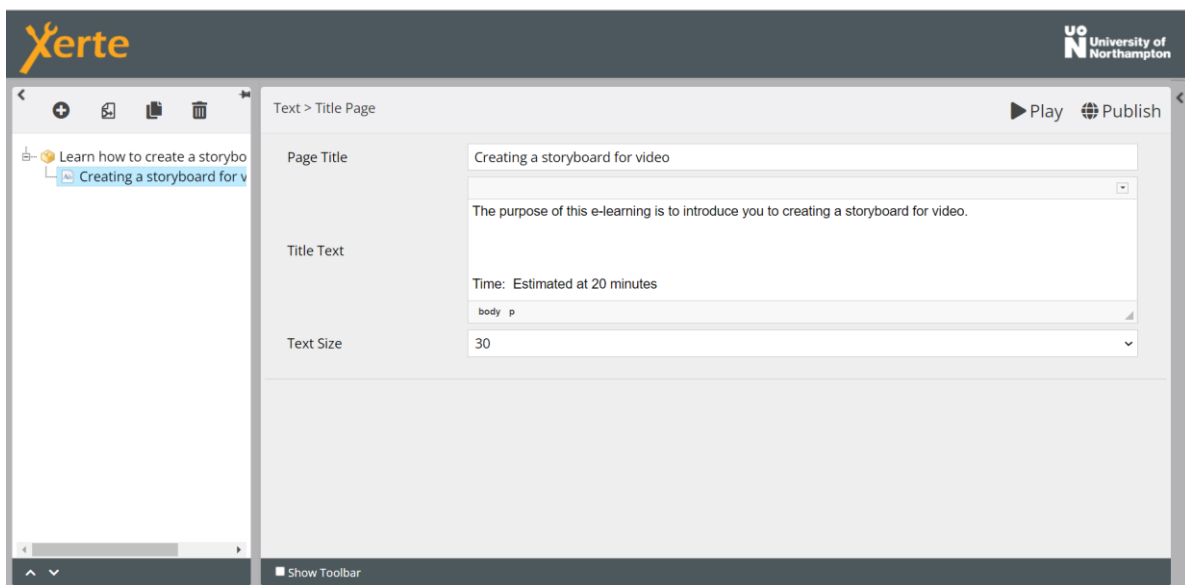 Xerte
UO
N University of
Northampton
Text > Title Page
Play
Publish
Learn how to create a storybo
Creating a storyboard for v
Page Title
Creating a storyboard for video
Title Text
The purpose of this e-learning is to introduce you to creating a storyboard for video.
Time: Estimated at 20 minutes
body p
Text Size
30
Show Toolbar